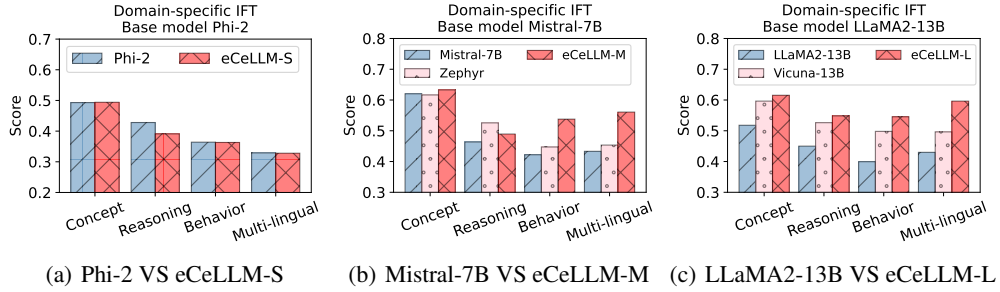 Domain-specific IFT
Base model Phi-2
0.7
0.6
0.5
0.4
0.3
0.2
Score
Phi-2
eCeLLM-S
Concept
Reasoning
Behavior
Multi-lingual
(a) Phi-2 VS eCeLLM-S
Domain-specific IFT
Base model Mistral-7B
0.8
0.7
0.6
0.5
0.4
0.3
Score
Mistral-7B
Zephyr
eCeLLM-M
Concept
Reasoning
Behavior
Multi-lingual
(b) Mistral-7B VS eCeLLM-M
Domain-specific IFT
Base model LLaMA2-13B
0.8
0.7
0.6
0.5
0.4
0.3
Score
LLaMA2-13B
Vicuna-13B
eCeLLM-L
Concept
Reasoning
Behavior
Multi-lingual
(c) LLaMA2-13B VS eCeLLM-L